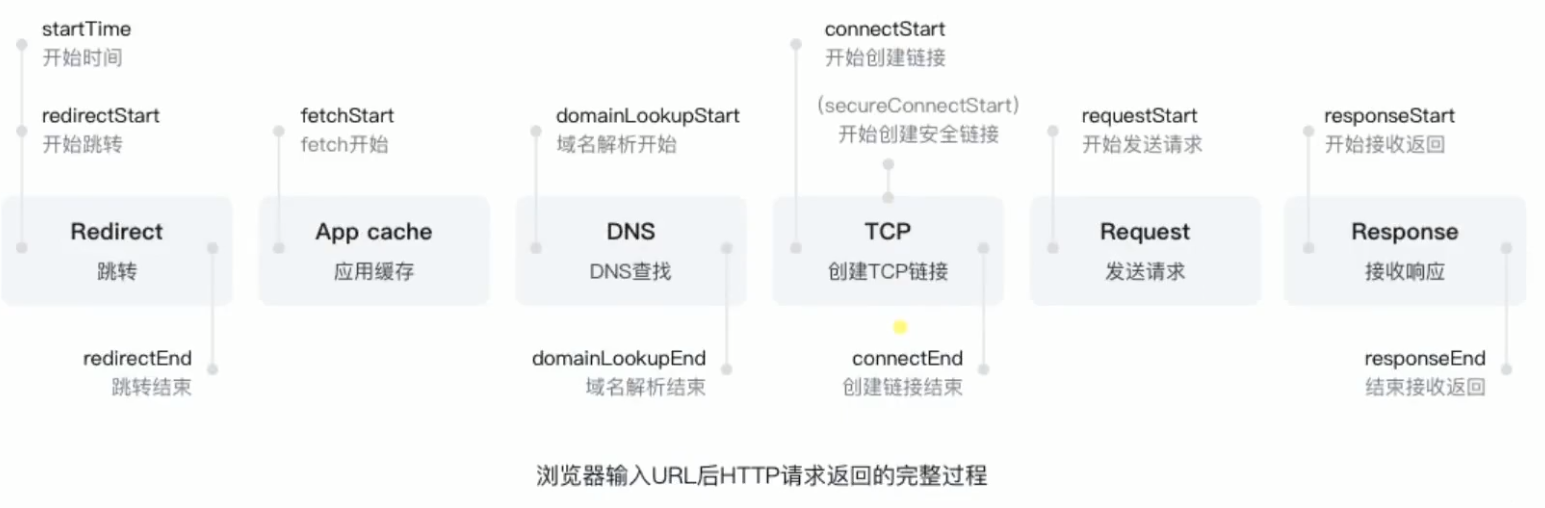 startTime
开始时间
redirectStart
开始跳转
fetchStart
fetch开始
domainLookupStart
域名解析开始
connectStart
开始创建链接
(secureConnectStart)
开始创建安全链接
requestStart
开始发送请求
responseStart
开始接收返回
Redirect
跳转
App cache
应用缓存
DNS
DNS查找
TCP
创建TCP链接
Request
发送请求
Response
接收响应
redirectEnd
跳转结束
domainLookupEnd
域名解析结束
connectEnd
创建链接结束
responseEnd
结束接收返回
浏览器输入URL后HTTP请求返回的完整过程